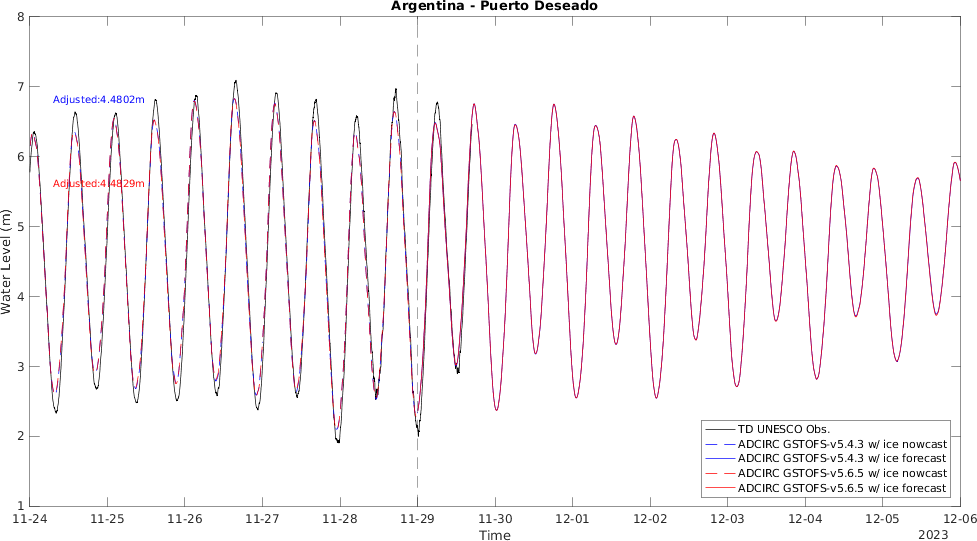 Argentina - Puerto Deseado
8
7
6
5
4
3
2
1
Water Level (m)
Adjusted:4.4802m
Adjusted:4.4829m
TD UNESCO Obs.
ADCIRC GSTOFS-v5.4.3 w/ ice nowcast
ADCIRC GSTOFS-v5.4.3 w/ ice forecast
ADCIRC GSTOFS-v5.6.5 w/ ice nowcast
ADCIRC GSTOFS-v5.6.5 w/ ice forecast
11-24 11-25 11-26 11-27 11-28 11-29 11-30 12-01 12-02 12-03 12-04 12-05 12-06
Time
2023